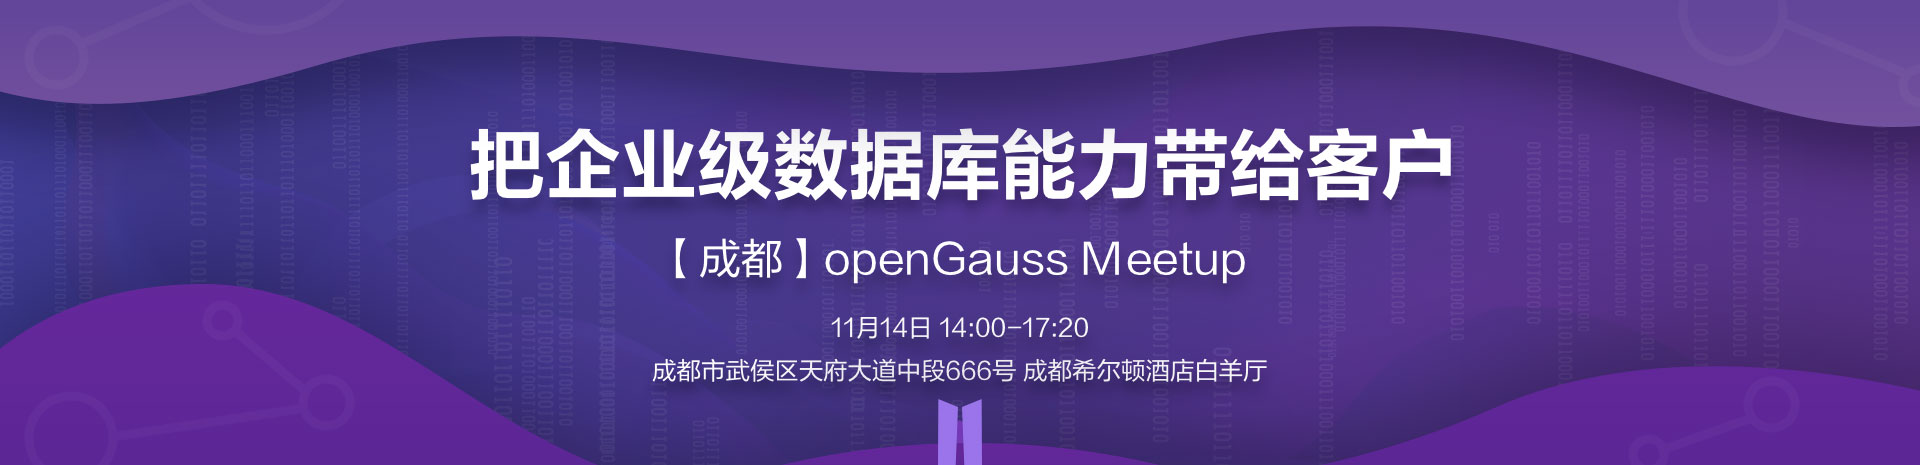 把企业级数据库能力带给客户
【成都】openGauss Meetup
11月14日 14:00-17:20
成都市武侯区天府大道中段666号 成都希尔顿酒店白羊厅